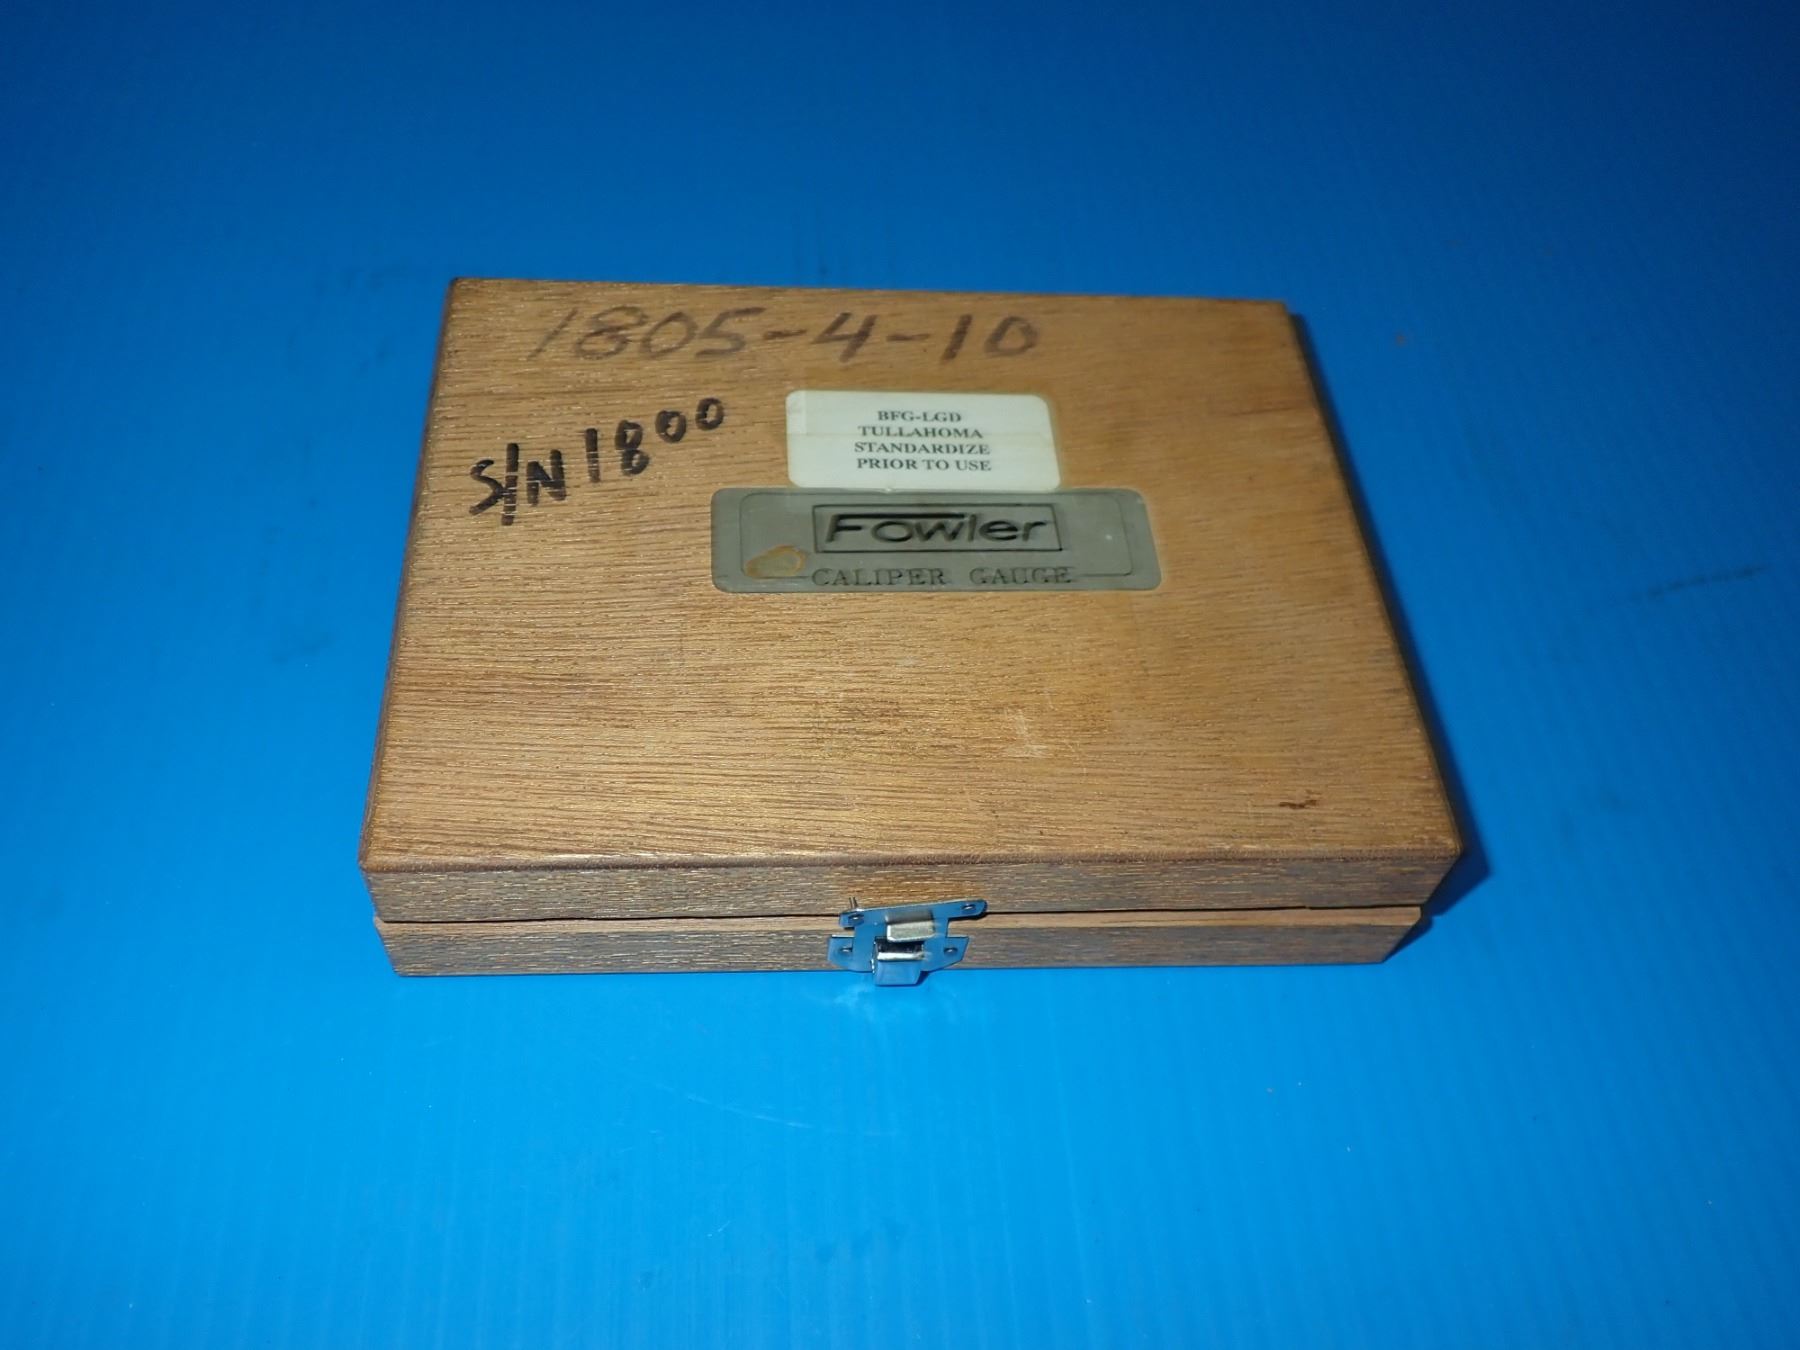 1805-4-10
S/N 1800
BFG-LGD
TULLAHOMA
STANDARDIZE
PRIOR TO USE
Fowler
CALIPER GAUGE